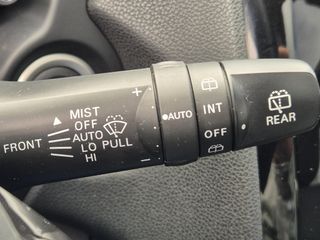 MIST
OFF
FRONT AUTO
LO PULL
HI
+
-
AUTO
INT
OFF
REAR